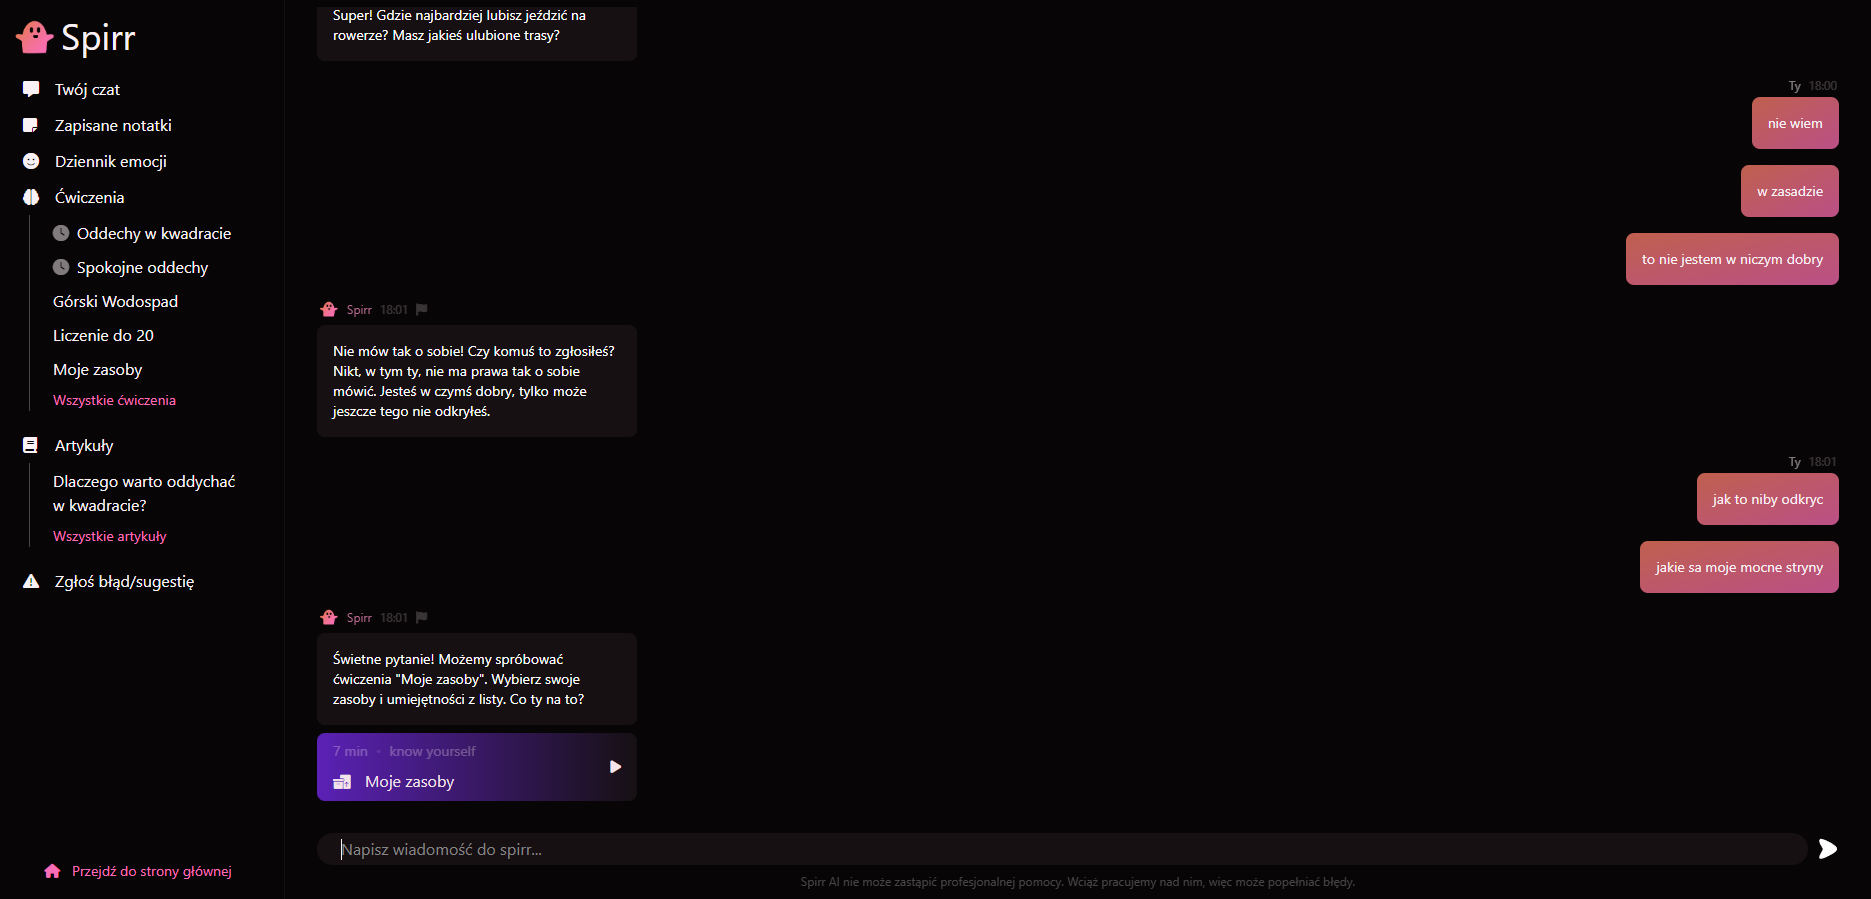 Spirr
Twój czat
Zapisane notatki
Dziennik emocji
Ćwiczenia
Oddechy w kwadracie
Spokojne oddechy
Górski Wodospad
Liczenie do 20
Moje zasoby
Wszystkie ćwiczenia
Artykuły
Dlaczego warto oddychać
w kwadracie?
Wszystkie artykuły
Zgłoś błąd/sugestię
Przejdź do strony głównej
Super! Gdzie najbardziej lubisz jeździć na
rowerze? Masz jakieś ulubione trasy?
Ty 18:00
nie wiem
w zasadzie
to nie jestem w niczym dobry
Spirr 18:01
Nie mów tak o sobie! Czy komuś to zgłosiłeś?
Nikt, w tym ty, nie ma prawa tak o sobie
mówić. Jesteś w czymś dobry, tylko może
jeszcze tego nie odkryłeś.
Ty 18:01
jak to niby odkryc
jakie sa moje mocne stryny
Spirr 18:01
Świetne pytanie! Możemy spróbować
ćwiczenia "Moje zasoby". Wybierz swoje
zasoby i umiejętności z listy. Co ty na to?
7 min • know yourself
Moje zasoby
Napisz wiadomość do spirr...
Spirr AI nie może zastąpić profesjonalnej pomocy. Wciąż pracujemy nad nim, więc może popełniać błędy.